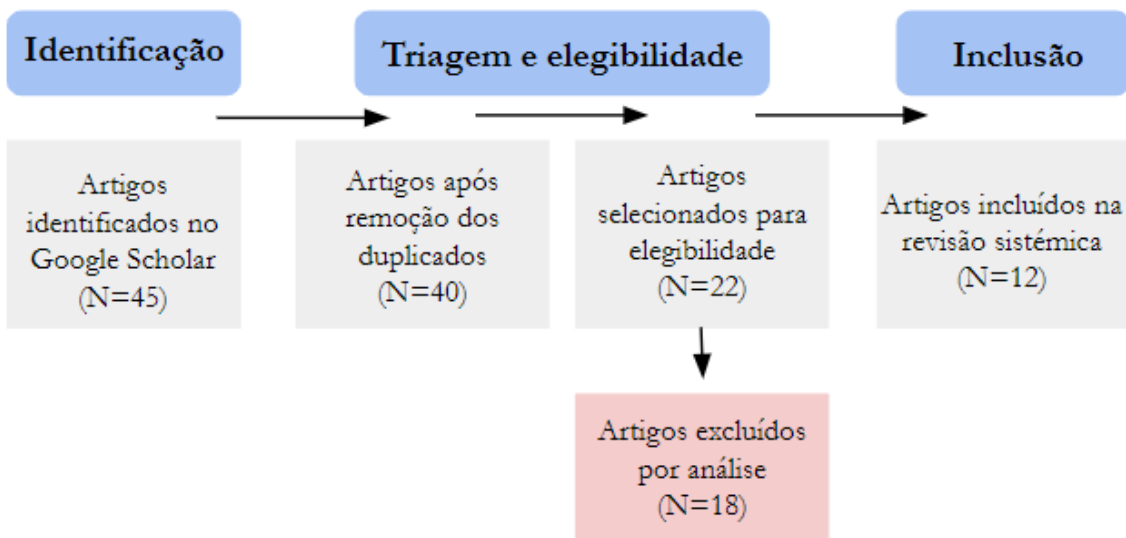 Identificação
Triagem e elegibilidade
Inclusão
Artigos
identificados no
Google Scholar
(N=45)
Artigos após
remoção dos
duplicados
(N=40)
Artigos
selecionados para
elegibilidade
(N=22)
Artigos incluídos na
revisão sistémica
(N=12)
Artigos excluídos
por análise
(N=18)